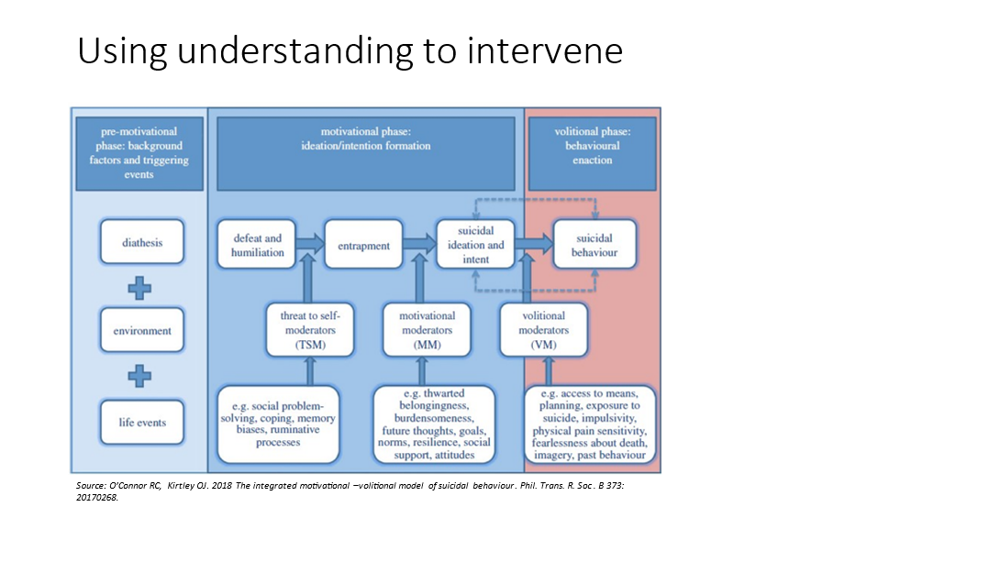 Using understanding to intervene
pre-motivational
phase: background
factors and triggering
events
motivational phase:
ideation/intention formation
volitional phase:
behavioural
enaction
diathesis
environment
life events
defeat and
humiliation
entrapment
suicidal
ideation and
intent
suicidal
behaviour
threat to self-
moderators
(TSM)
motivational
moderators
(MM)
volitional
moderators
(VM)
e.g. social problem-
solving, coping, memory
biases, ruminative
processes
e.g. thwarted
belongingness,
burdensomeness,
future thoughts, goals,
norms, resilience, social
support, attitudes
e.g. access to means,
planning, exposure to
suicide, impulsivity,
physical pain sensitivity,
fearlessness about death,
imagery, past behaviour
Source: O'Connor RC, Kirtley OJ. 2018 The integrated motivational –volitional model of suicidal behaviour. Phil. Trans. R. Soc. B 373:
20170268.